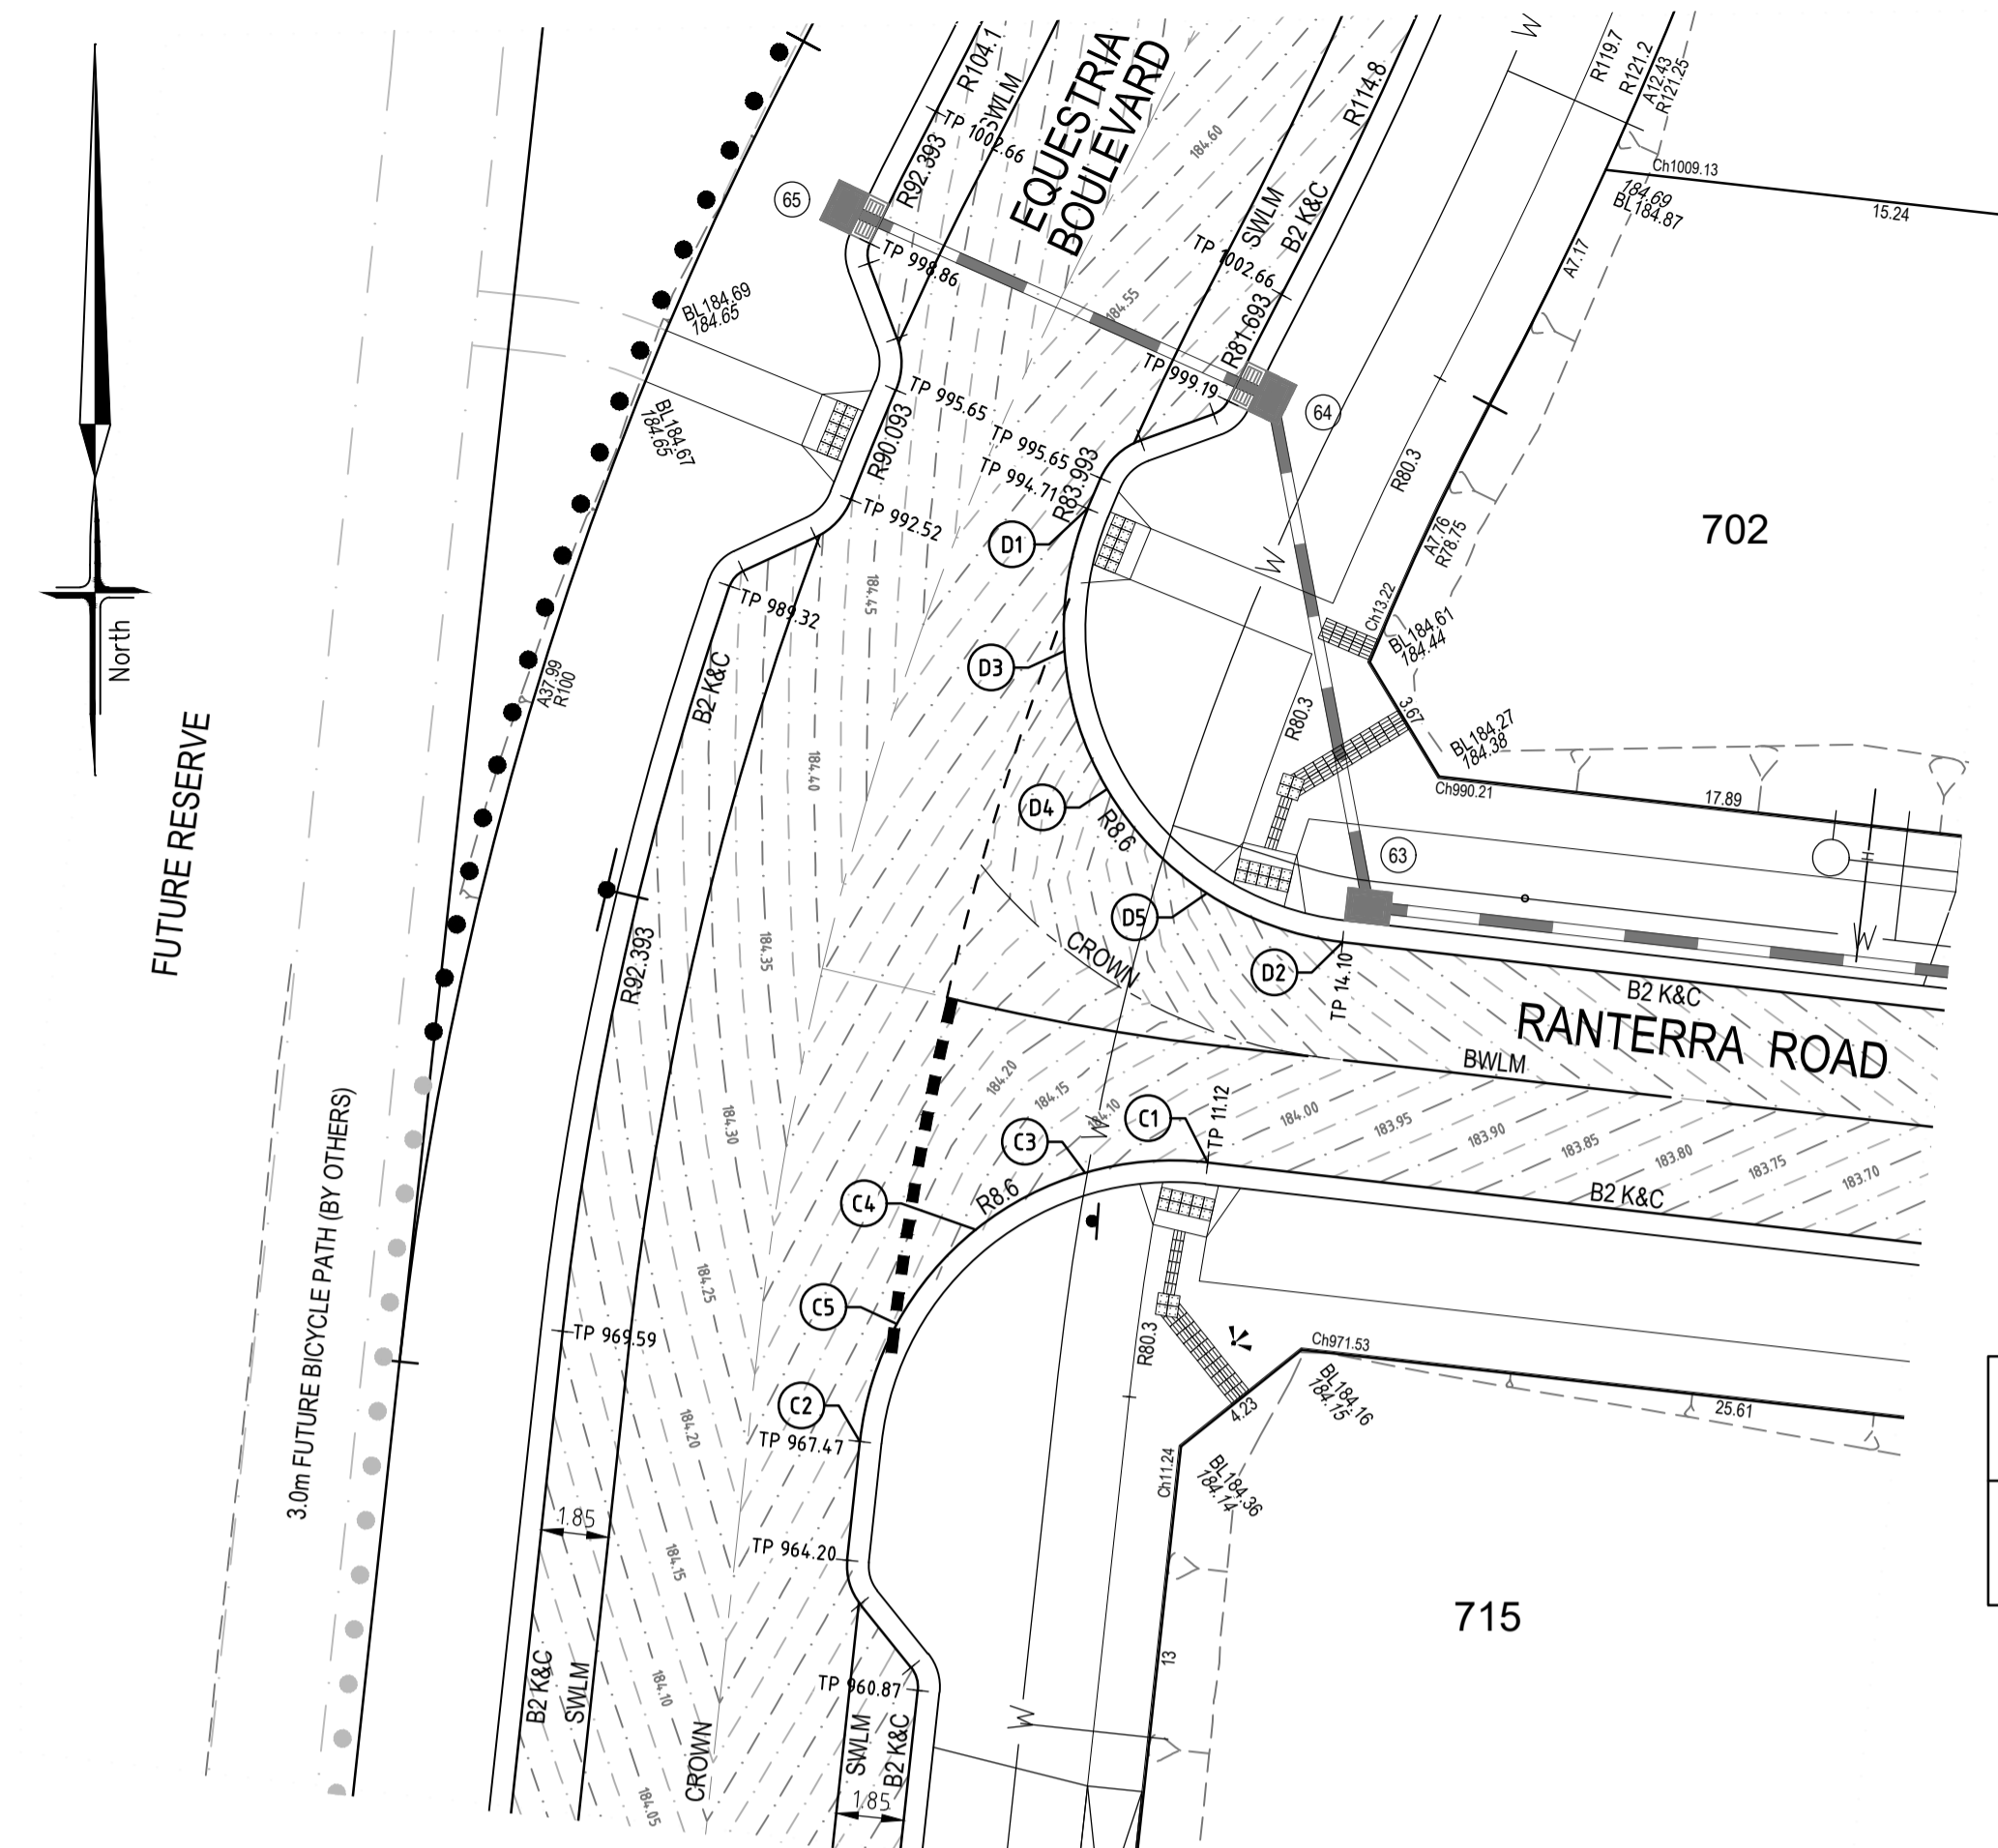 R104.1
SWLM
EQUESTRIA
BOULEVARD
R114.8
W
R119.7
R121.2
A12.43
R121.25
TP 1002.66
R92.393
184.60
Ch1009.13
184.69
BL184.87
15.24
65
SWLM
B2 K&C
TP 998.86
TP 1002.66
A7.17
BL184.69
184.65
184.55
R81.693
TP 999.19
64
TP 995.65
R90.093
BL184.67
184.65
TP 995.65
TP 994.71
R83.993
R80.3
702
TP 992.52
D1
W
A7.76
R78.75
TP 989.32
184.45
Ch13.22
BL184.61
184.44
North
D3
A37.99
R100
B2 K&C
R80.3
3.67
BL184.27
184.38
FUTURE RESERVE
184.40
D4
R8.6
Ch990.21
17.89
63
H
D5
W
R92.393
184.35
CROWN
D2
TP 14.10
B2 K&C
RANTERRA ROAD
BWLM
184.20
184.15
184.10
W
C1
TP 11.12
184.00
183.95
183.90
183.85
183.80
183.75
183.70
184.30
C3
C4
R8.6
B2 K&C
3.0m FUTURE BICYCLE PATH (BY OTHERS)
184.25
C5
TP 969.59
R80.3
Ch971.53
BL184.16
184.15
25.61
C2
TP 967.47
184.20
4.23
Ch11.24
BL184.36
184.14
1.85
184.15
TP 964.20
715
B2 K&C
SWLM
184.10
TP 960.87
13
CROWN
SWLM
B2 K&C
W
184.05
1.85